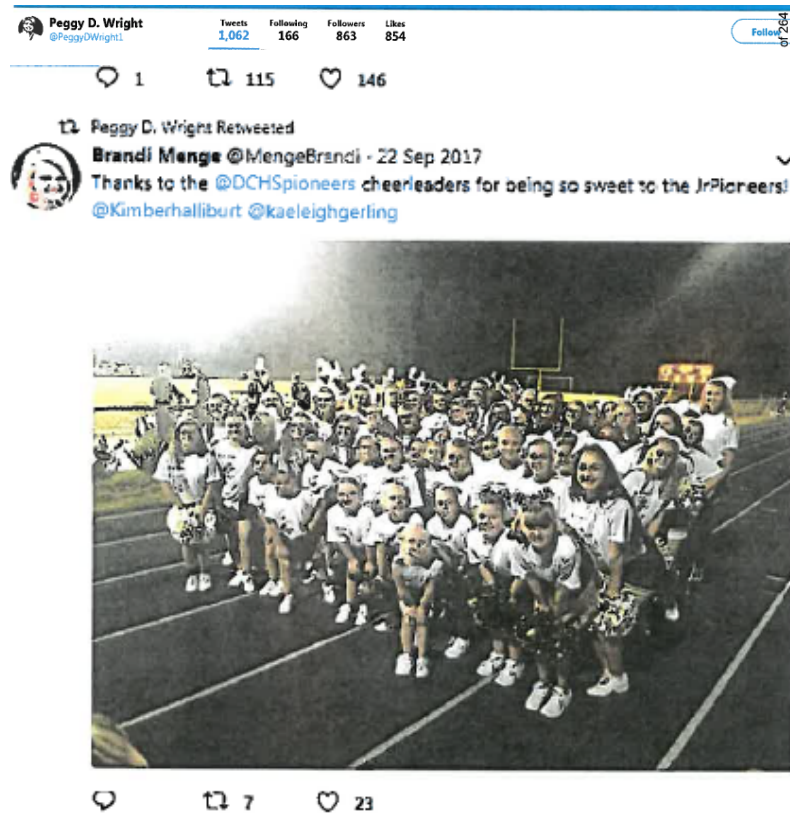 Peggy D. Wright
@PeggyDWright1
Tweets Following Followers Likes
1,062 166 863 854
Follow
of 264
1 115 146
Peggy D. Wright Retweeted
Brandi Menge @MengeBrandi · 22 Sep 2017
Thanks to the @DCHSpioneers cheerleaders for being so sweet to the JrPioneers!
@Kimberhalliburt @kaeleighgerling
7 23